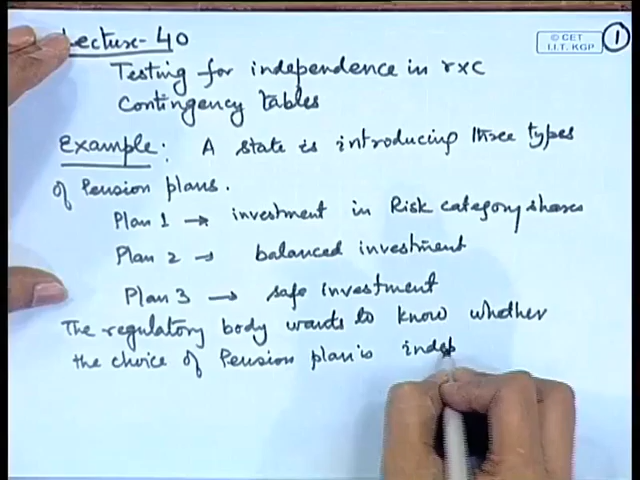 Lecture-40
© CET
I.I.T. KGP
1
Testing for independence in rxc
Contingency tables
Example: A state is introducing three types
of Pension plans.
Plan 1 → investment in Risk category shares
Plan 2 → balanced investment
Plan 3 → safe investment
The regulatory body wants to know whether
the choice of Pension plan is indep